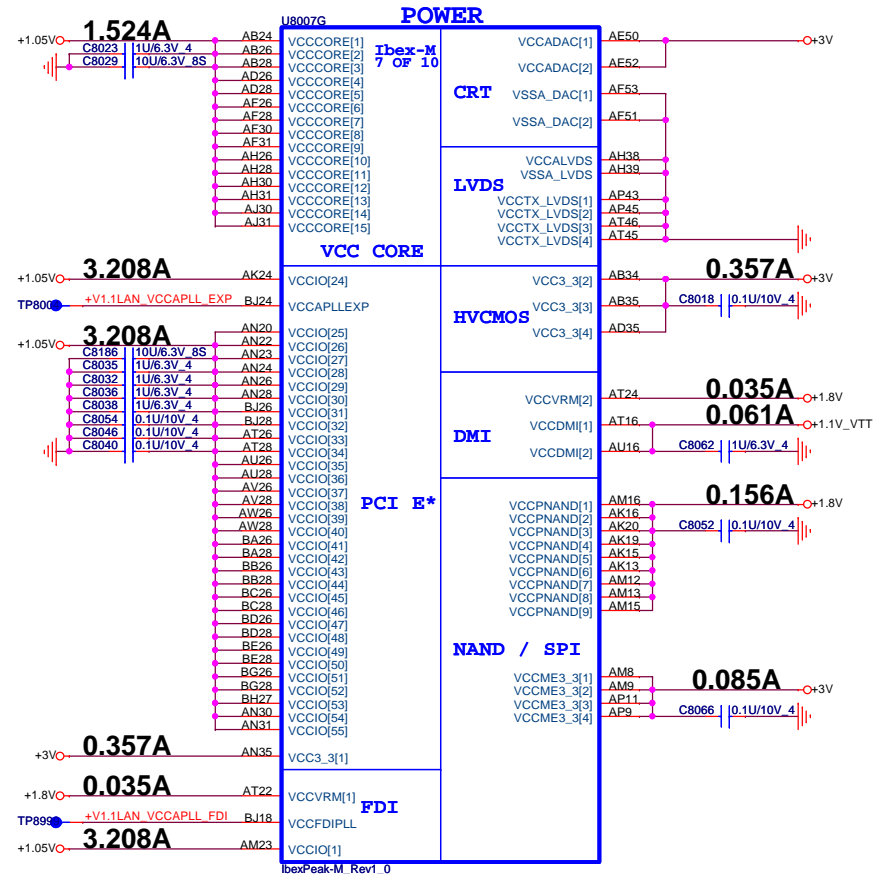 POWER
U8007G
Ibex-M
7 OF 10
+1.05V 1.524A
C8023 1U/6.3V_4
C8029 10U/6.3V_8S
AB24 VCCCORE[1]
AB26 VCCCORE[2]
AB28 VCCCORE[3]
AD26 VCCCORE[4]
AD28 VCCCORE[5]
AF26 VCCCORE[6]
AF28 VCCCORE[7]
AF30 VCCCORE[8]
AF31 VCCCORE[9]
AH26 VCCCORE[10]
AH28 VCCCORE[11]
AH30 VCCCORE[12]
AH31 VCCCORE[13]
AJ30 VCCCORE[14]
AJ31 VCCCORE[15]
VCC CORE
+1.05V 3.208A AK24 VCCIO[24]
+V1.1LAN_VCCAPLL_EXP BJ24 VCCAPLLEXP
+1.05V 3.208A
C8186 10U/6.3V_8S
C8035 1U/6.3V_4
C8032 1U/6.3V_4
C8036 1U/6.3V_4
C8038 1U/6.3V_4
C8054 0.1U/10V_4
C8046 0.1U/10V_4
C8040 0.1U/10V_4
AN20 VCCIO[25]
AN22 VCCIO[26]
AN23 VCCIO[27]
AN24 VCCIO[28]
AN26 VCCIO[29]
AN28 VCCIO[30]
BJ26 VCCIO[31]
BJ28 VCCIO[32]
AT26 VCCIO[33]
AT28 VCCIO[34]
AU26 VCCIO[35]
AU28 VCCIO[36]
AV26 VCCIO[37]
AV28 VCCIO[38]
AW26 VCCIO[39]
AW28 VCCIO[40]
BA26 VCCIO[41]
BA28 VCCIO[42]
BB26 VCCIO[43]
BB28 VCCIO[44]
BC26 VCCIO[45]
BC28 VCCIO[46]
BD26 VCCIO[47]
BD28 VCCIO[48]
BE26 VCCIO[49]
BE28 VCCIO[50]
BG26 VCCIO[51]
BG28 VCCIO[52]
BH27 VCCIO[53]
AN30 VCCIO[54]
AN31 VCCIO[55]
PCI E*
+3V 0.357A AN35 VCC3_3[1]
+1.8V 0.035A AT22 VCCVRM[1]
FDI
+V1.1LAN_VCCAPLL_FDI BJ18 VCCFDIPLL
+1.05V 3.208A AM23 VCCIO[1]
IbexPeak-M_Rev1_0
CRT
VCCADAC[1] AE50 +3V
VCCADAC[2] AE52
VSSA_DAC[1] AF53
VSSA_DAC[2] AF51
LVDS
VCCALVDS AH38
VSSA_LVDS AH39
VCCTX_LVDS[1] AP43
VCCTX_LVDS[2] AP45
VCCTX_LVDS[3] AT46
VCCTX_LVDS[4] AT45
HVCMOS
VCC3_3[2] AB34 0.357A +3V
VCC3_3[3] AB35 C8018 0.1U/10V_4
VCC3_3[4] AD35
DMI
VCCVRM[2] AT24 0.035A +1.8V
VCCDMI[1] AT16 0.061A +1.1V_VTT
VCCDMI[2] AU16 C8062 1U/6.3V_4
NAND / SPI
VCCPNAND[1] AM16 0.156A +1.8V
VCCPNAND[2] AK16
VCCPNAND[3] AK20 C8052 0.1U/10V_4
VCCPNAND[4] AK19
VCCPNAND[5] AK15
VCCPNAND[6] AK13
VCCPNAND[7] AM12
VCCPNAND[8] AM13
VCCPNAND[9] AM15
VCCME3_3[1] AM8
VCCME3_3[2] AM9 0.085A +3V
VCCME3_3[3] AP11
VCCME3_3[4] AP9 C8066 0.1U/10V_4